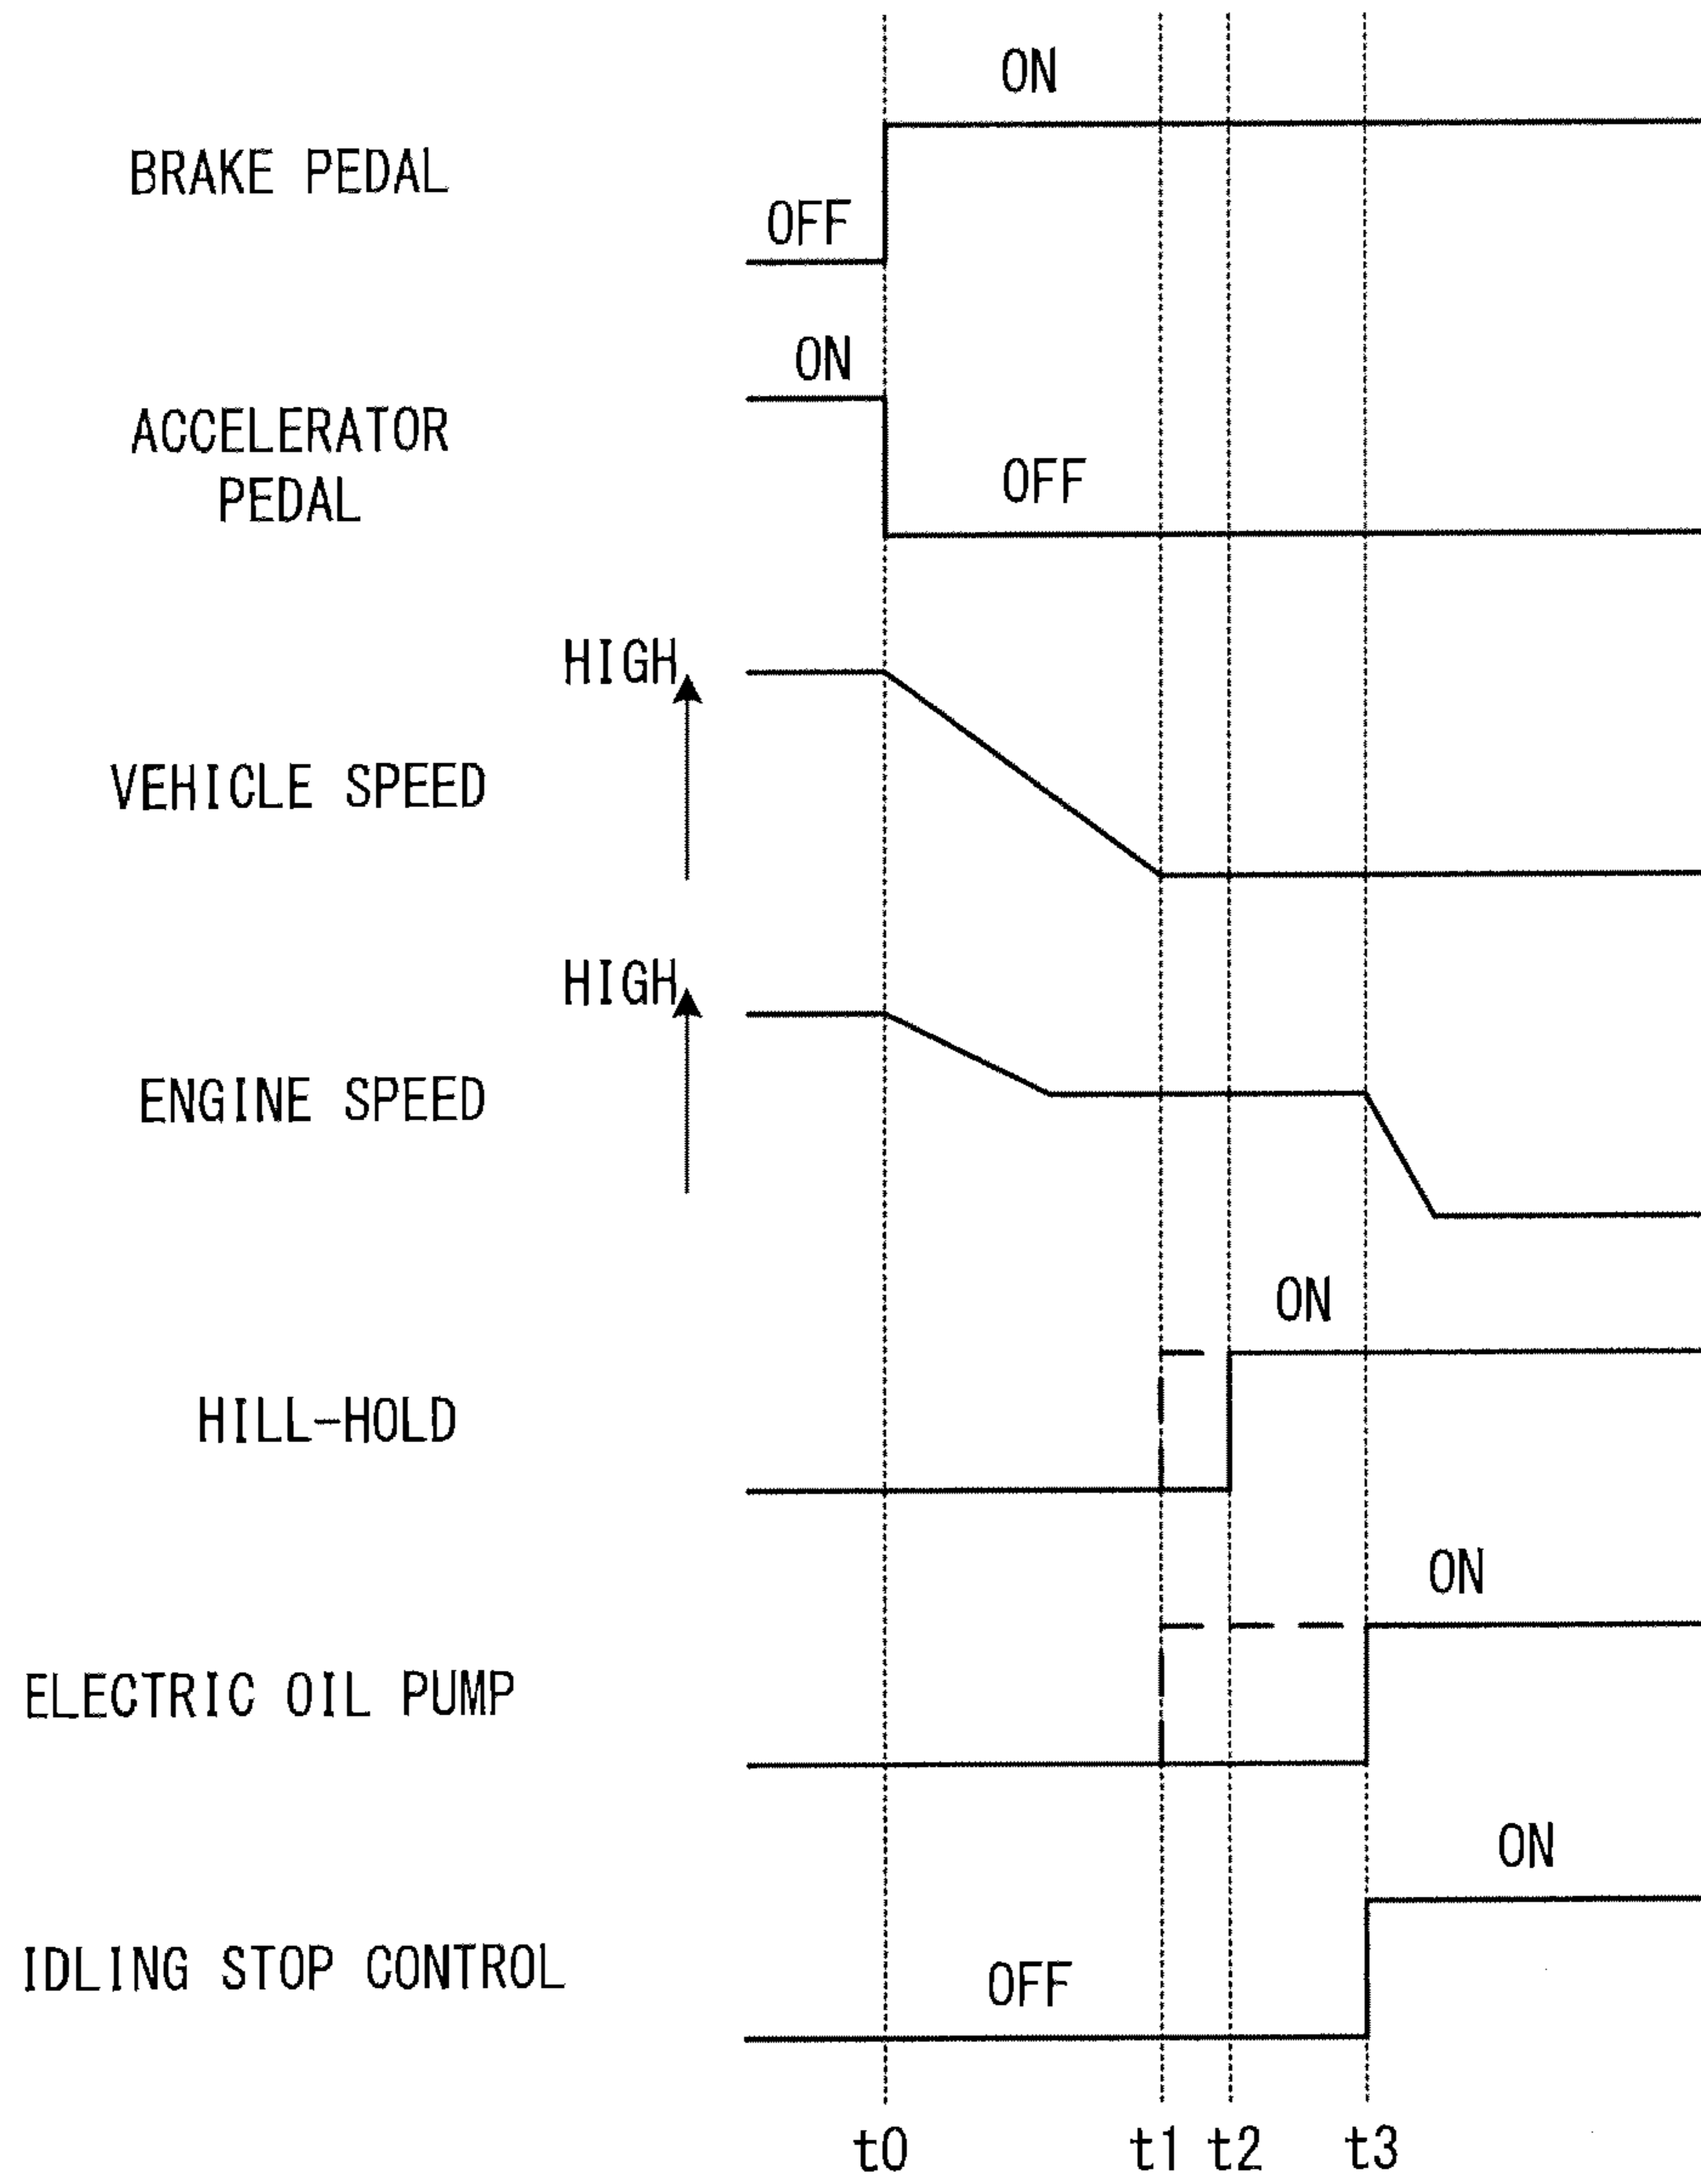 ON
BRAKE PEDAL
OFF
ON
ACCELERATOR
PEDAL
OFF
HIGH
VEHICLE SPEED
HIGH
ENGINE SPEED
ON
HILL-HOLD
ON
ELECTRIC OIL PUMP
ON
IDLING STOP CONTROL
OFF
t0 t1 t2 t3